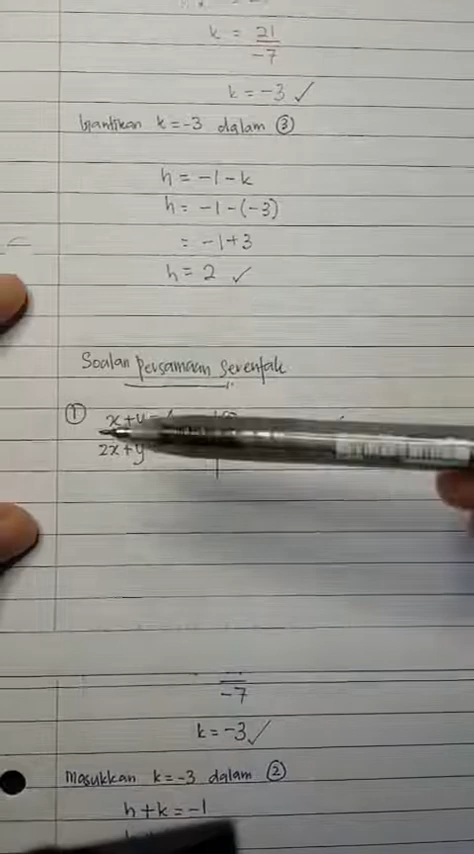 k = 21
-7
k = -3 ✓
Gantikan k = -3 dalam ③
h = -1 - k
h = -1 - (-3)
= -1 + 3
h = 2 ✓
Soalan Persamaan Serentak
① x + y =
2x + y
-7
k = -3 ✓
Masukkan k = -3 dalam ②
h + k = -1